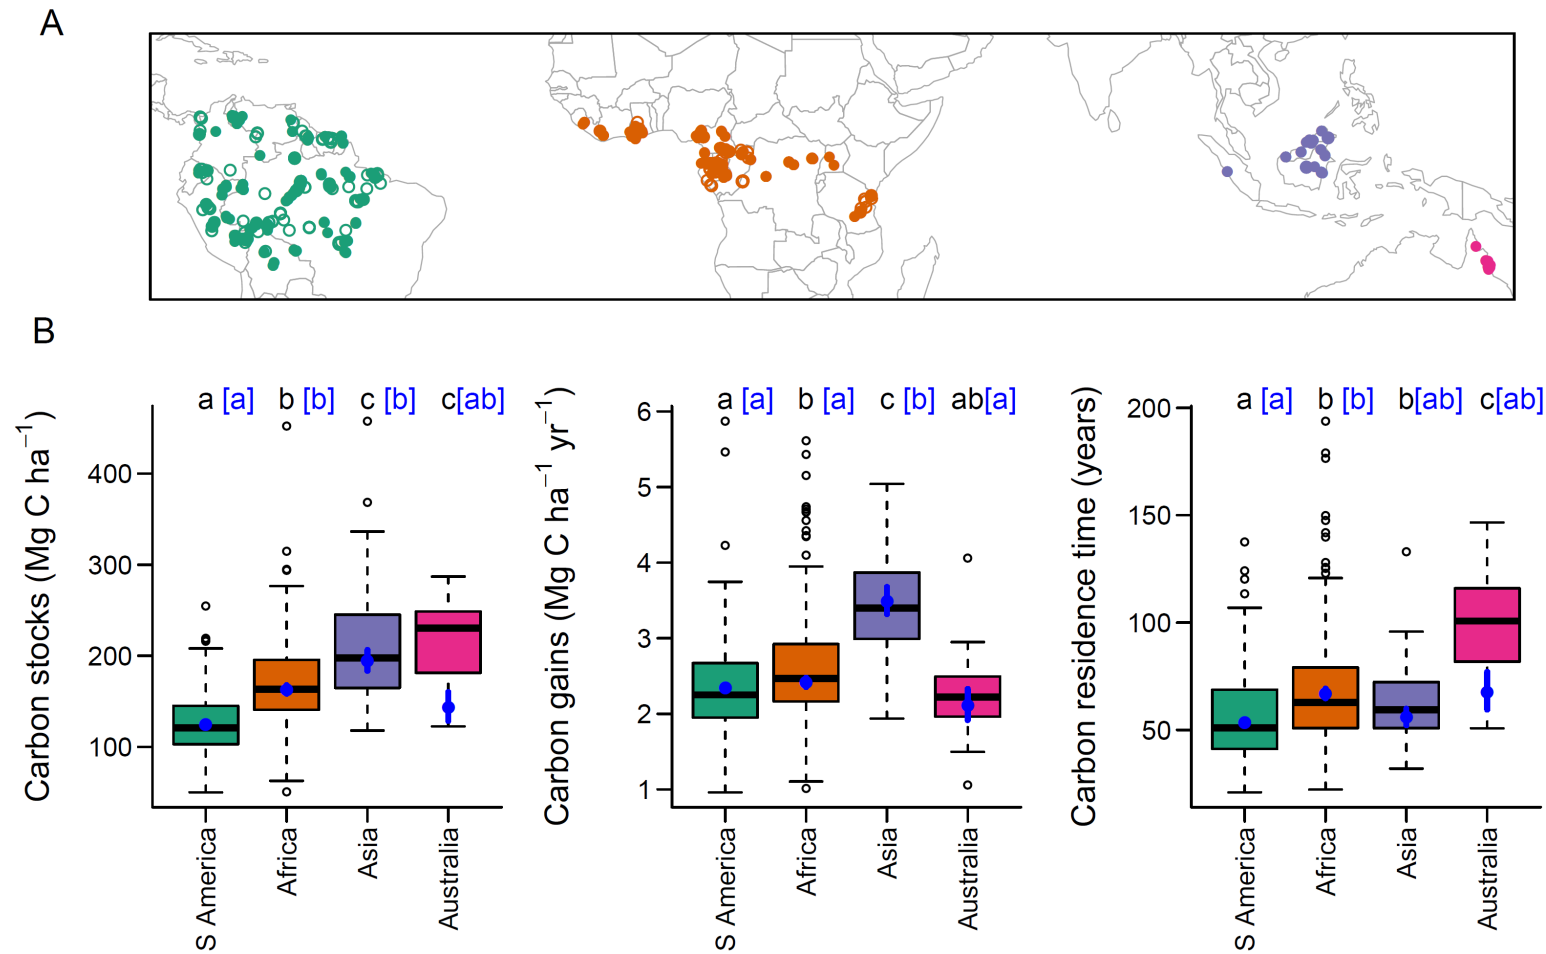 A
B
Carbon stocks (Mg C ha⁻¹)
a [a] b [b] c [b] c[ab]
400
300
200
100
S America Africa Asia Australia
Carbon gains (Mg C ha⁻¹ yr⁻¹)
a [a] b [a] c [b] ab[a]
6
5
4
3
2
1
S America Africa Asia Australia
Carbon residence time (years)
a [a] b [b] b[ab] c[ab]
200
150
100
50
S America Africa Asia Australia